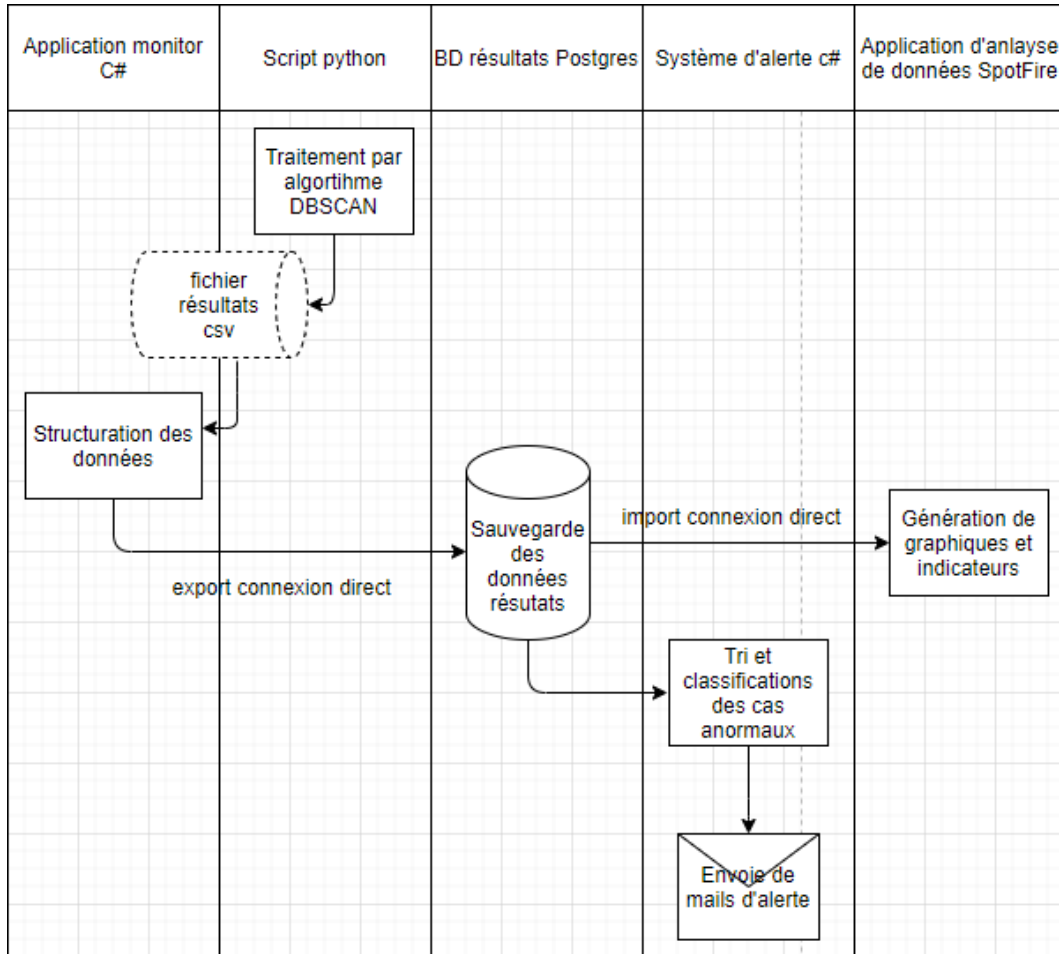 Application monitor
C#
Script python
BD résultats Postgres
Système d'alerte c#
Application d'anlayse
de données SpotFire
Traitement par
algortihme
DBSCAN
fichier
résultats
csv
Structuration des
données
export connexion direct
Sauvegarde
des
données
résutats
import connexion direct
Génération de
graphiques et
indicateurs
Tri et
classifications
des cas
anormaux
Envoie de
mails d'alerte